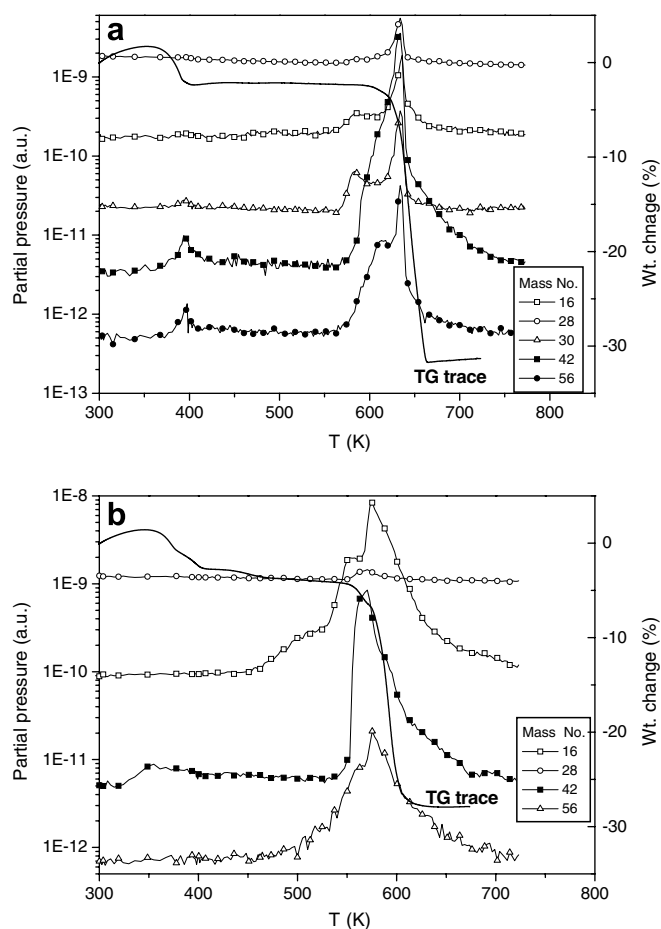 a
1E-9
1E-10
1E-11
1E-12
1E-13
Partial pressure (a.u.)
0
-10
-20
-30
Wt. chnage (%)
Mass No.
16
28
30
42
56
TG trace
300 400 500 600 700 800
T (K)
b
1E-8
1E-9
1E-10
1E-11
1E-12
Partial pressure (a.u.)
0
-10
-20
-30
Wt. change (%)
Mass No.
16
28
42
56
TG trace
300 400 500 600 700 800
T (K)